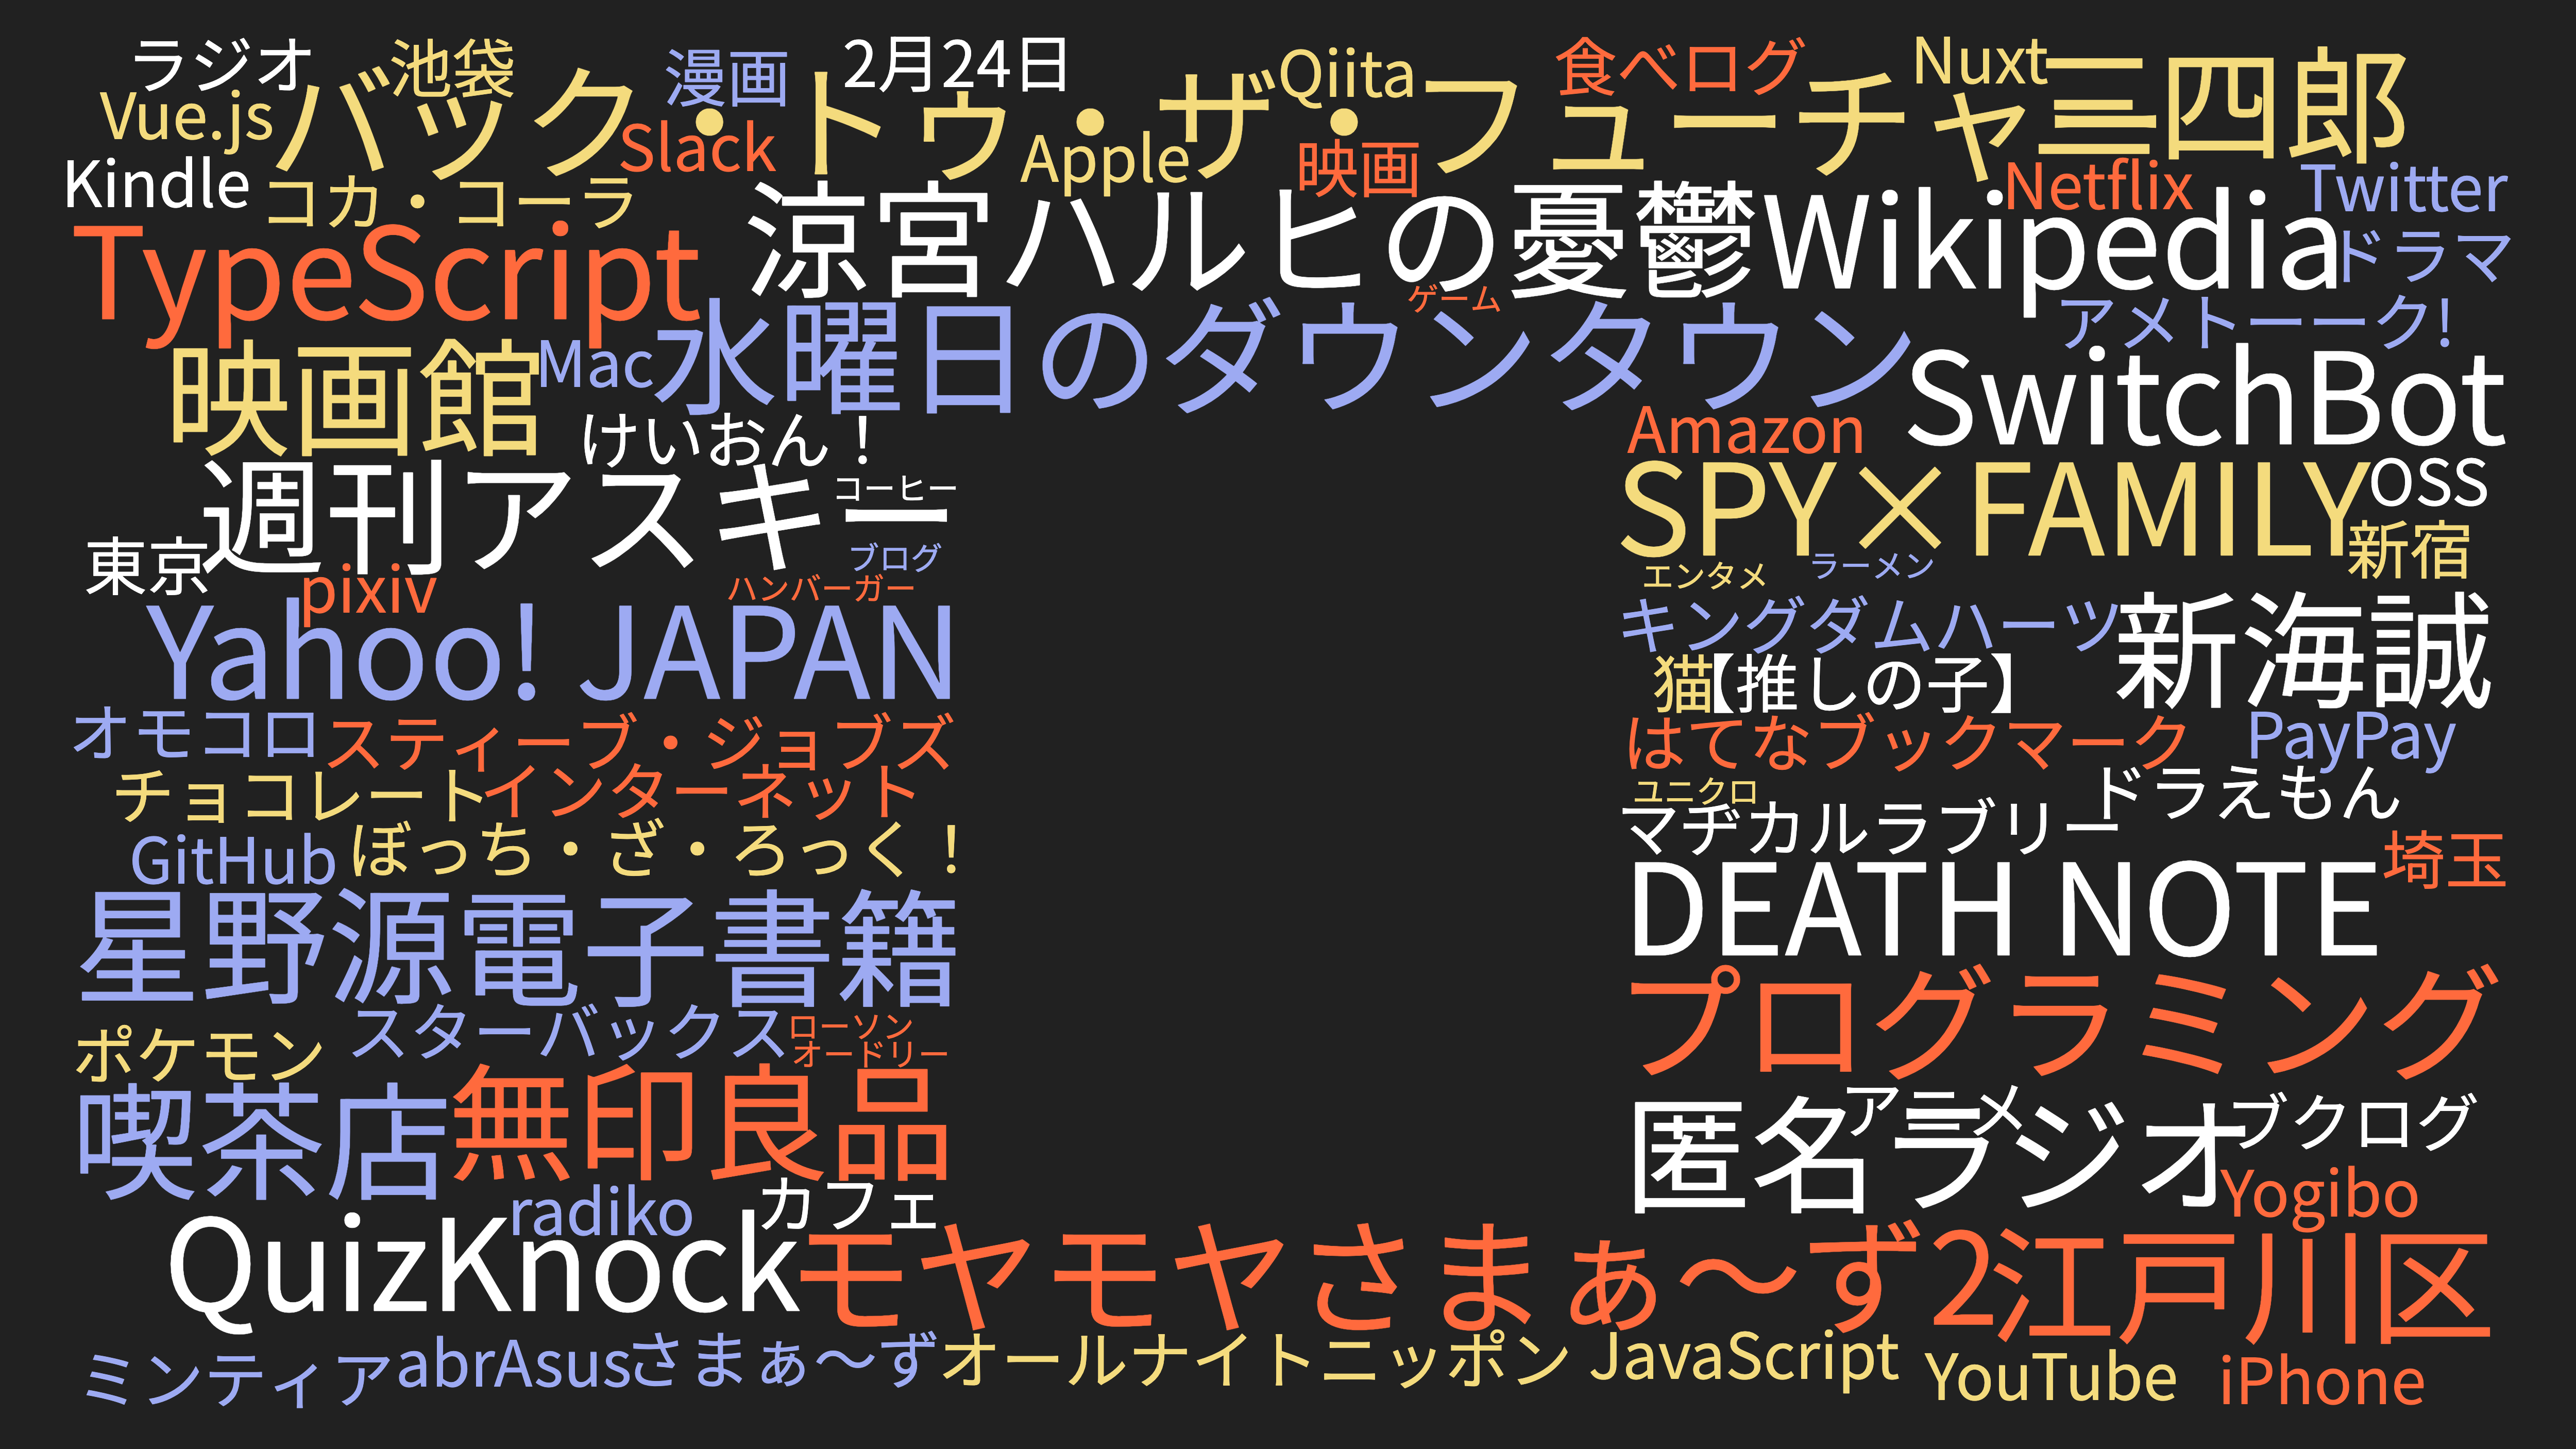 ラジオ
池袋
漫画
2月24日
Qiita
食べログ
Nuxt
Vue.js
バック・トゥ・ザ・フューチャー
三四郎
Slack
Apple
映画
Netflix
Twitter
Kindle
コカ・コーラ
TypeScript
涼宮ハルヒの憂鬱
Wikipedia
ドラマ
ゲーム
アメトーーク!
映画館
Mac
水曜日のダウンタウン
SwitchBot
けいおん！
Amazon
週刊アスキー
コーヒー
SPY×FAMILY
OSS
東京
ブログ
新宿
pixiv
ハンバーガー
エンタメ
ラーメン
Yahoo! JAPAN
キングダムハーツ
新海誠
猫
【推しの子】
オモコロ
スティーブ・ジョブズ
はてなブックマーク
PayPay
チョコレート
インターネット
ユニクロ
ドラえもん
GitHub
ぼっち・ざ・ろっく！
マヂカルラブリー
埼玉
DEATH NOTE
星野源
電子書籍
プログラミング
ポケモン
スターバックス
ローソン
オードリー
喫茶店
無印良品
匿名ラジオ
アニメ
ブクログ
radiko
カフェ
Yogibo
QuizKnock
モヤモヤさまぁ〜ず2
江戸川区
ミンティア
abrAsus
さまぁ〜ず
オールナイトニッポン
JavaScript
YouTube
iPhone